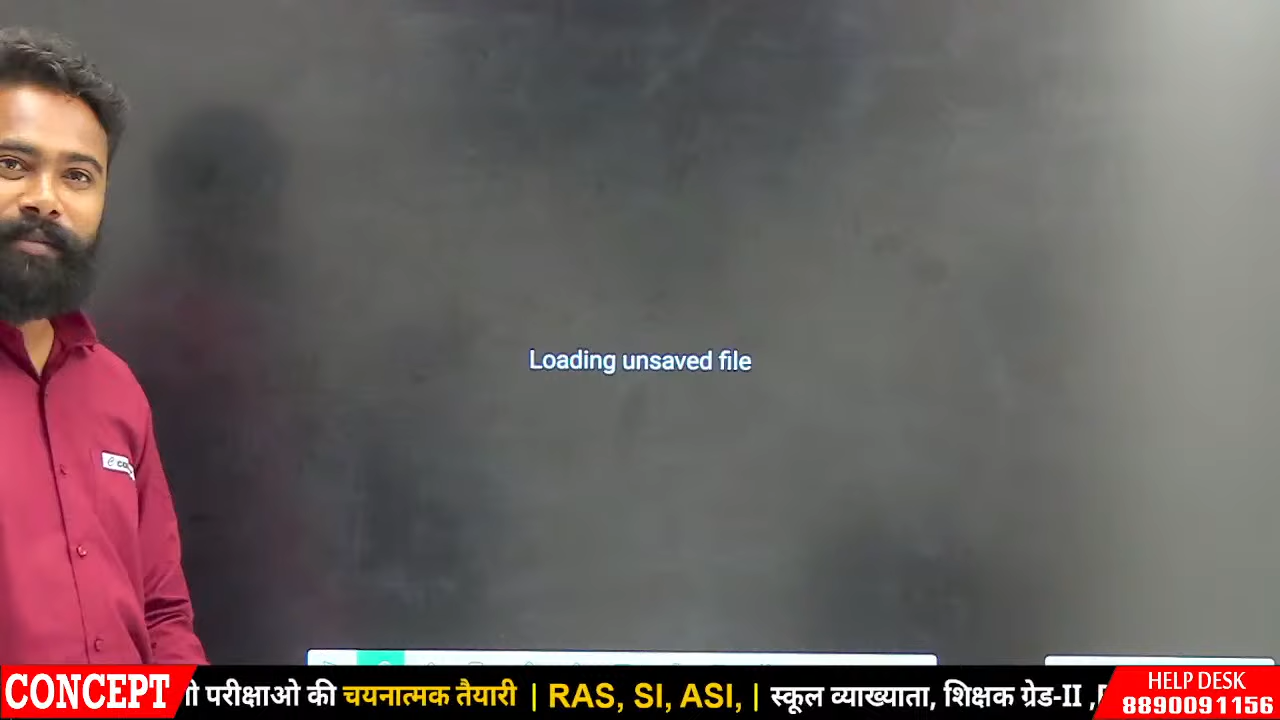 Loading unsaved file
CONCEPT
परीक्षाओ की चयनात्मक तैयारी | RAS, SI, ASI, | स्कूल व्याख्याता, शिक्षक ग्रेड-II ,
HELP DESK
8890091156